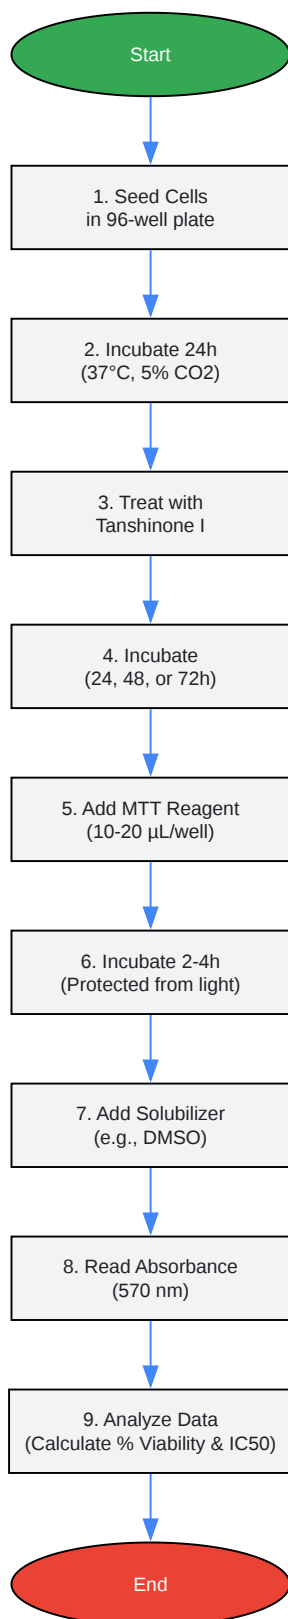 Start
1. Seed Cells
in 96-well plate
2. Incubate 24h
(37°C, 5% CO2)
3. Treat with
Tanshinone I
4. Incubate
(24, 48, or 72h)
5. Add MTT Reagent
(10-20 µL/well)
6. Incubate 2-4h
(Protected from light)
7. Add Solubilizer
(e.g., DMSO)
8. Read Absorbance
(570 nm)
9. Analyze Data
(Calculate % Viability & IC50)
End